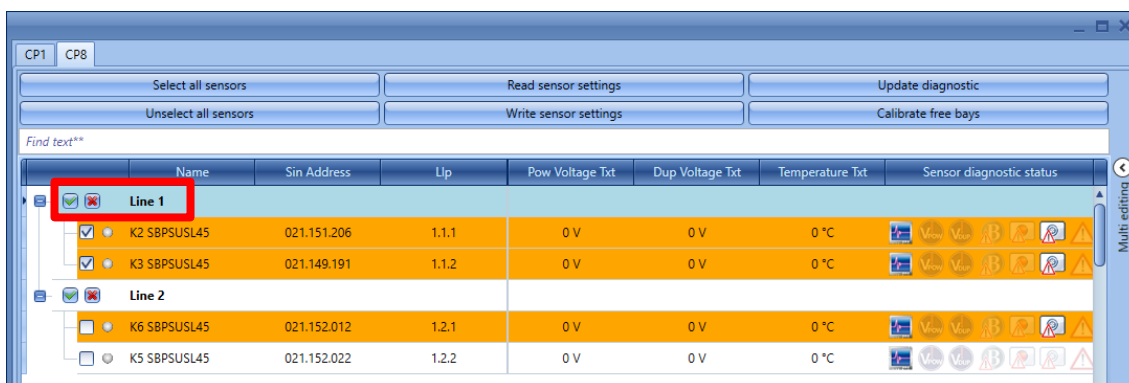 CP1 CP8
Select all sensors Read sensor settings Update diagnostic
Unselect all sensors Write sensor settings Calibrate free bays
Find text**
Name Sin Address Llp Pow Voltage Txt Dup Voltage Txt Temperature Txt Sensor diagnostic status
Multi editing
Line 1
K2 SBPSUSL45 021.151.206 1.1.1 0 V 0 V 0 °C
K3 SBPSUSL45 021.149.191 1.1.2 0 V 0 V 0 °C
Line 2
K6 SBPSUSL45 021.152.012 1.2.1 0 V 0 V 0 °C
K5 SBPSUSL45 021.152.022 1.2.2 0 V 0 V 0 °C